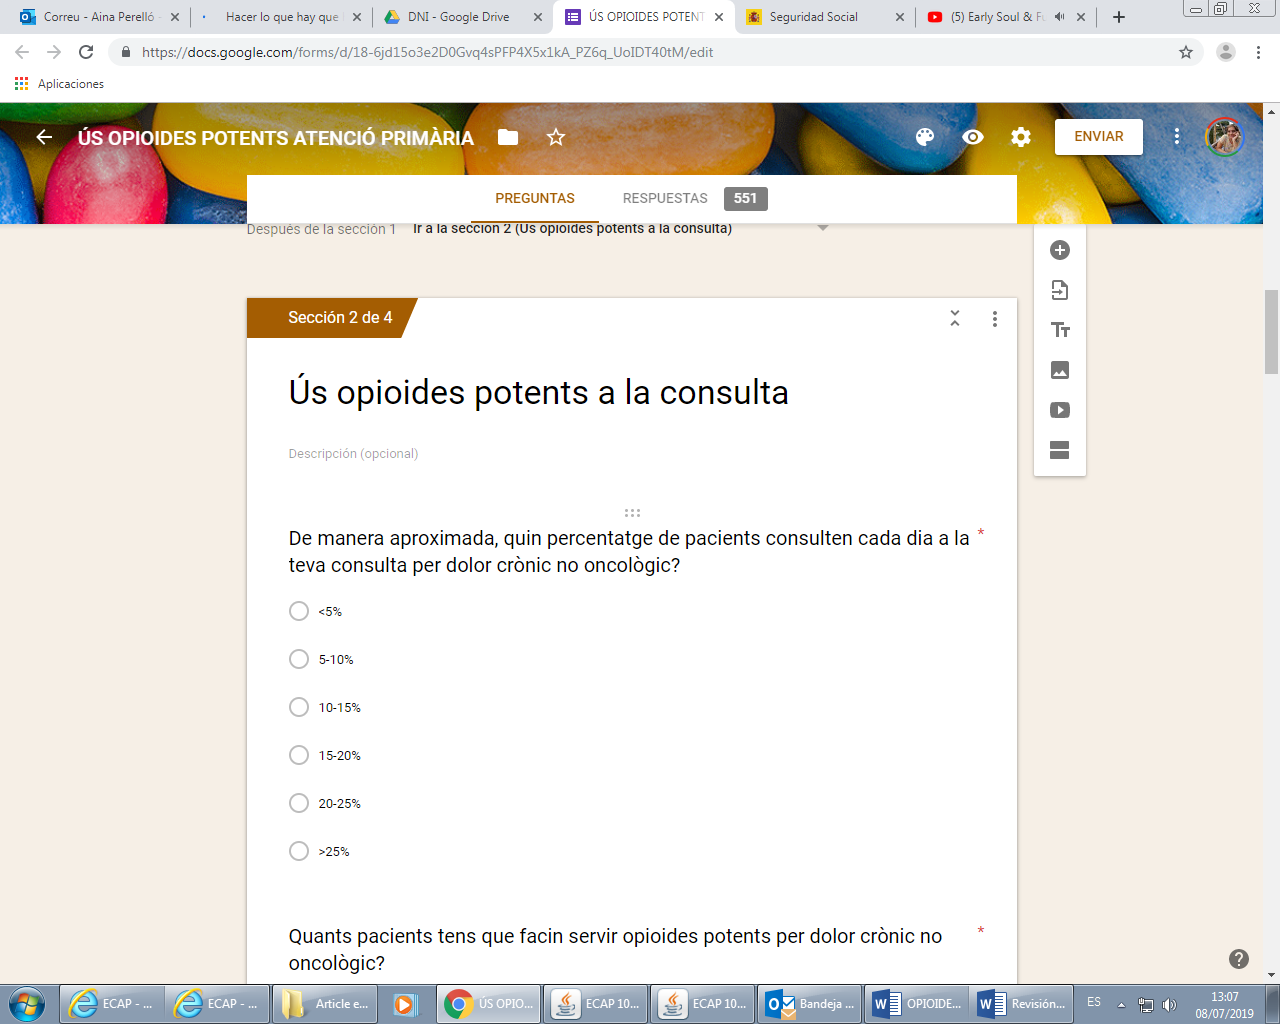 Correu - Aina Perelló
Hacer lo que hay que
DNI - Google Drive
ÚS OPIOIDES POTENT
Seguridad Social
(5) Early Soul & F
https://docs.google.com/forms/d/18-6jd15o3e2D0Gvq4sPFP4X5x1kA_PZ6q_UoIDT40tM/edit
Aplicaciones
ÚS OPIOIDES POTENTS ATENCIÓ PRIMÀRIA
ENVIAR
PREGUNTAS
RESPUESTAS 551
Después de la sección 1 Ir a la sección 2 (Ús opioides potents a la consulta)
Sección 2 de 4
Ús opioides potents a la consulta
Descripción (opcional)
De manera aproximada, quin percentatge de pacients consulten cada dia a la *
teva consulta per dolor crònic no oncològic?
<5%
5-10%
10-15%
15-20%
20-25%
>25%
Quants pacients tens que facin servir opioides potents per dolor crònic no *
oncològic?
ECAP - ...
ECAP - ...
Article e...
ÚS OPIO...
ECAP 10...
ECAP 10...
Bandeja ...
OPIOIDE...
Revisión...
ES
13:07
08/07/2019